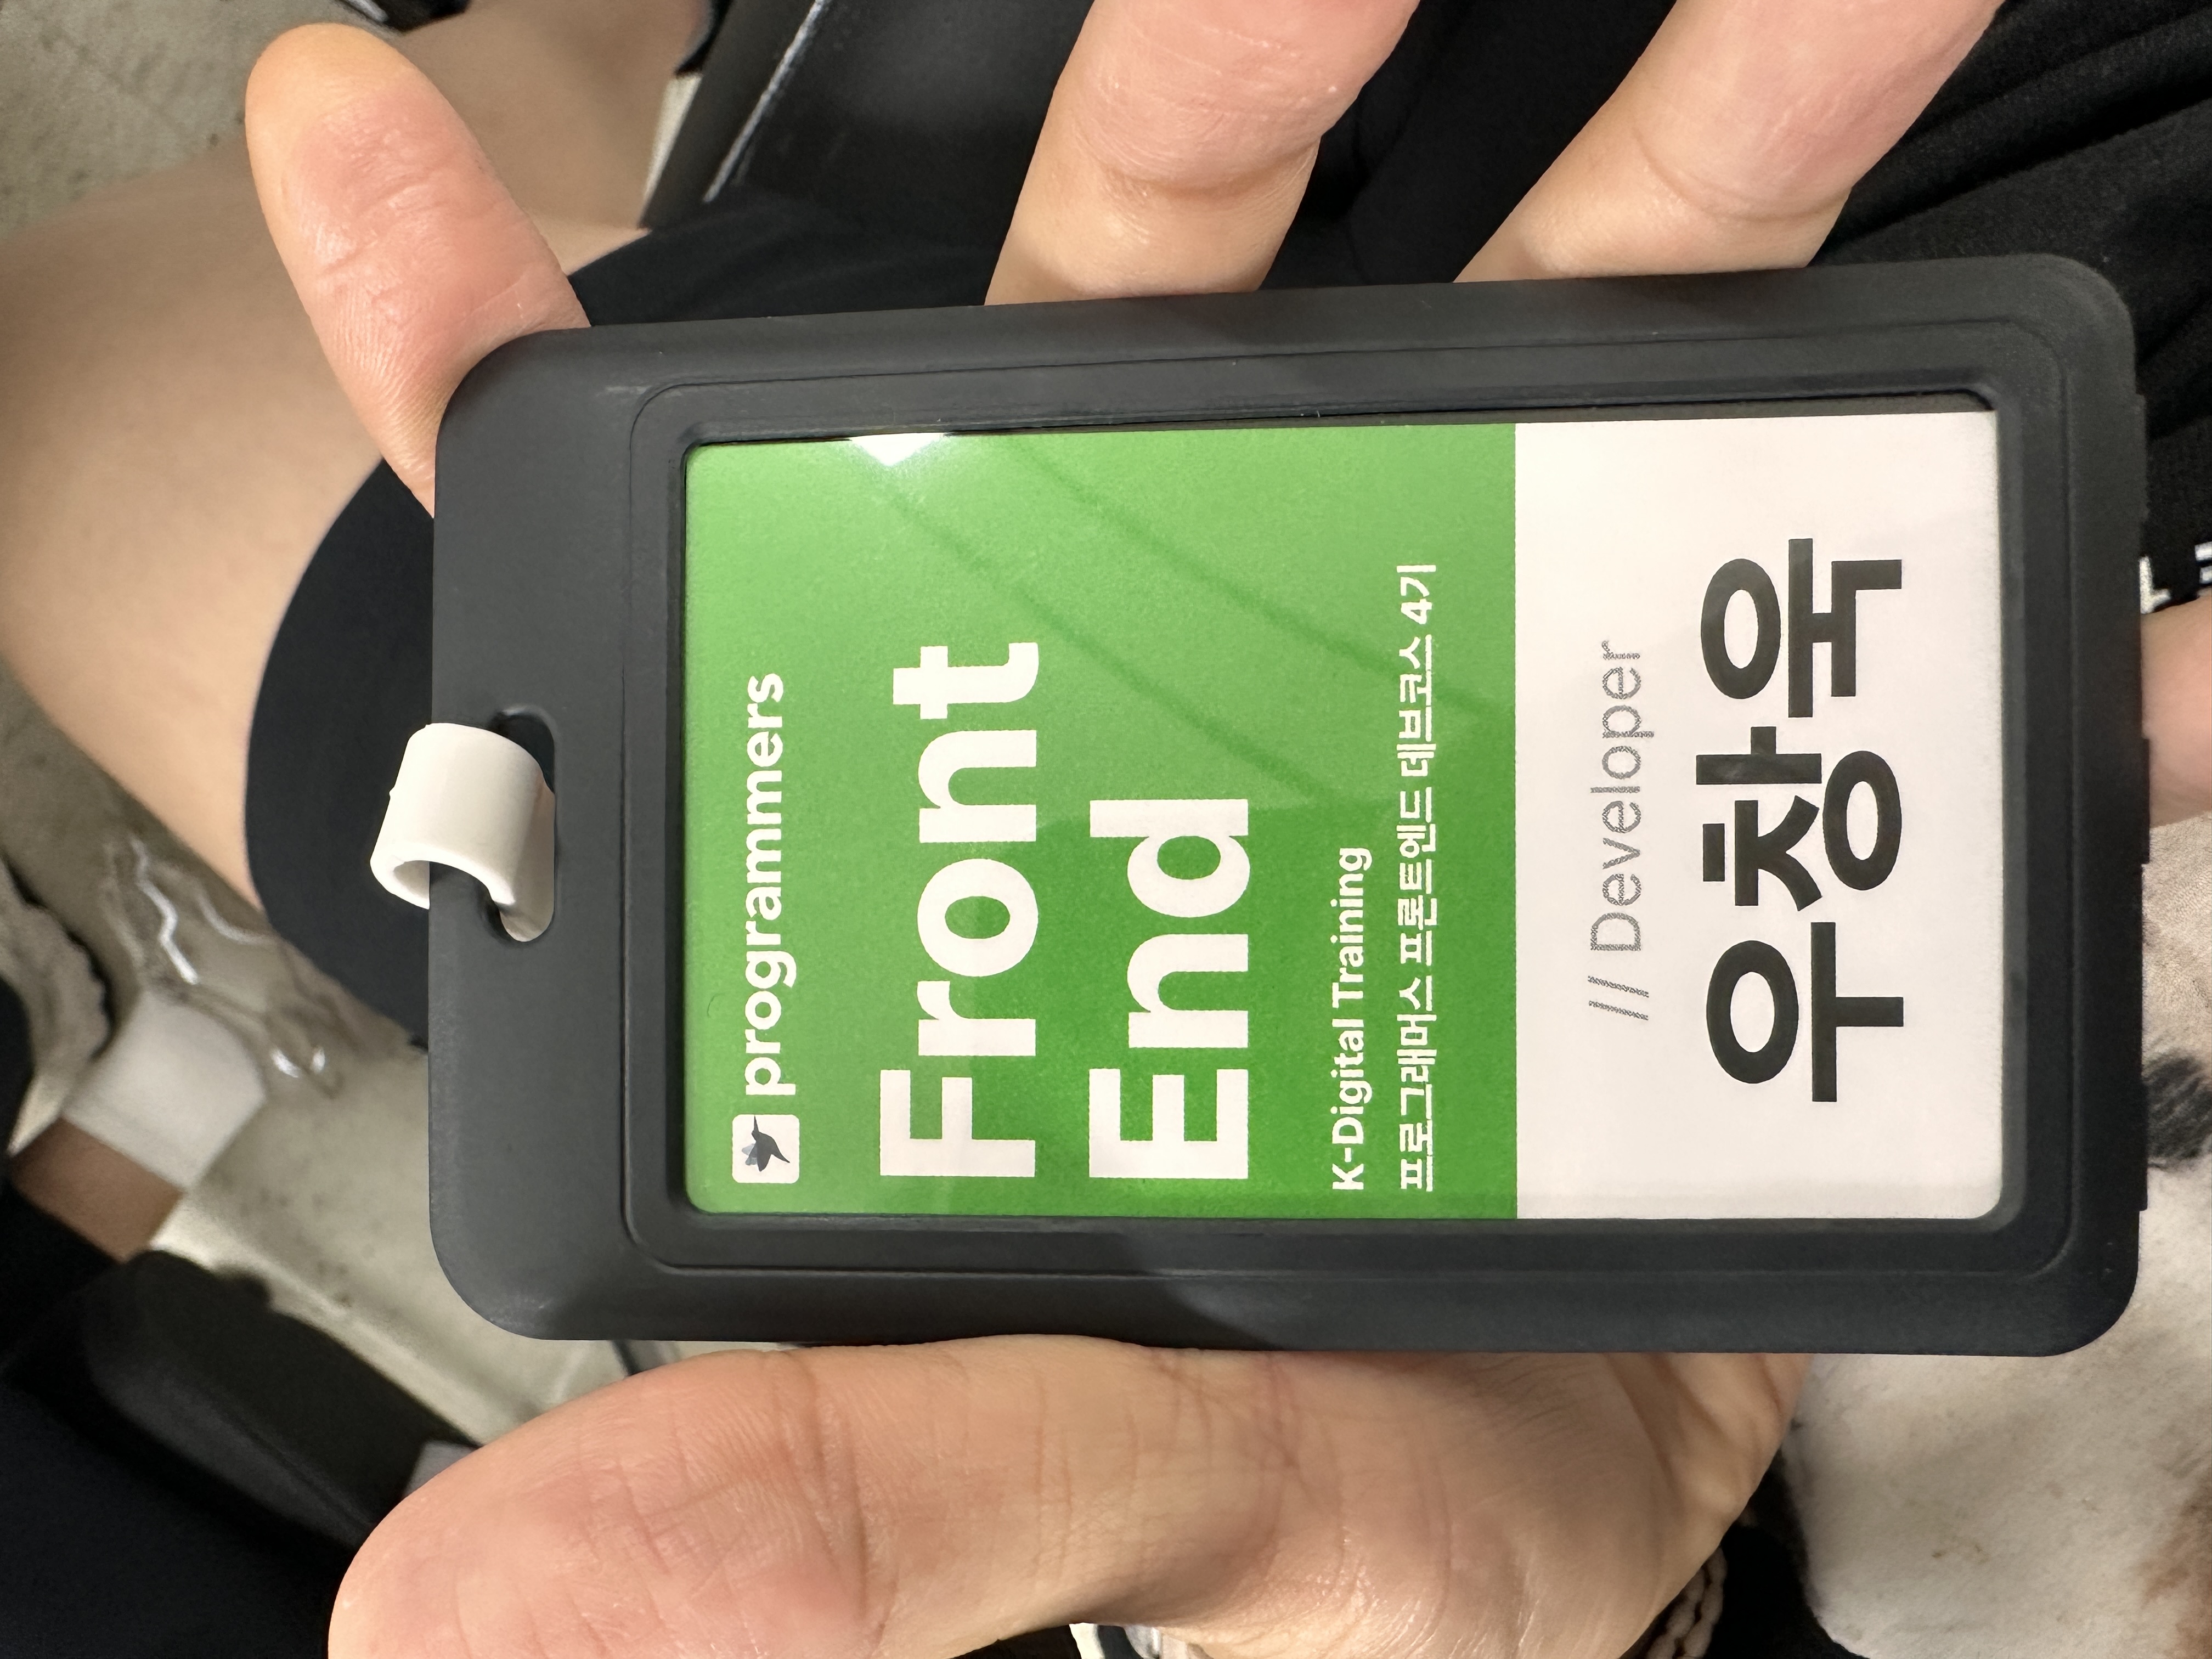 programmers
Front
End
K-Digital Training
프로그래머스 프론트엔드 데브코스 4기
// Developer
우창욱